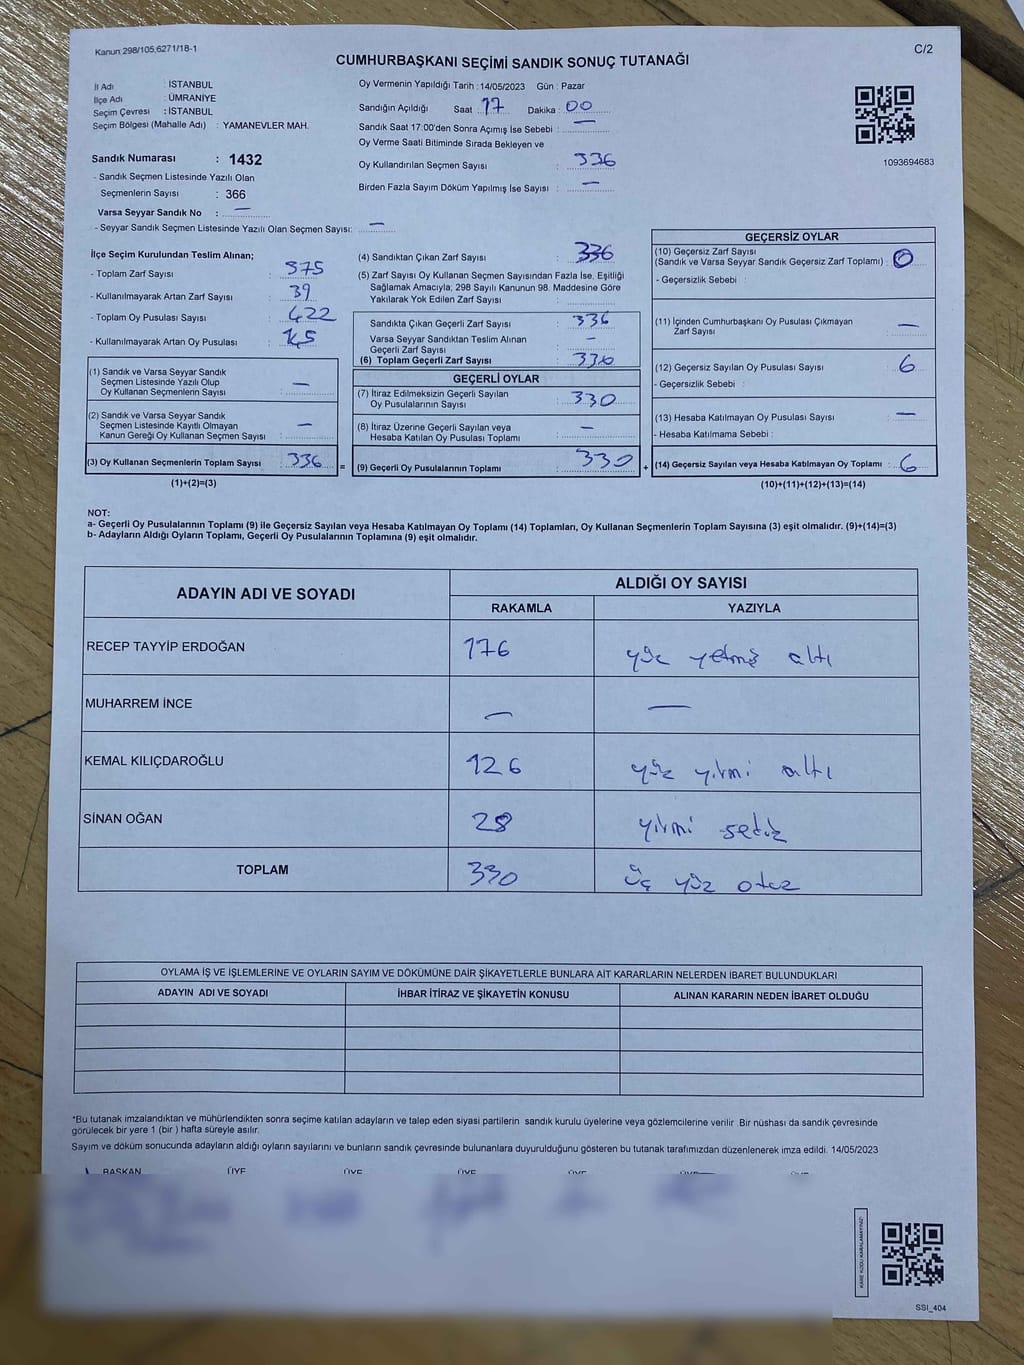 Kanun 298/105,6271/18-1
C/2
CUMHURBAŞKANI SEÇİMİ SANDIK SONUÇ TUTANAĞI
İl Adı : İSTANBUL
İlçe Adı : ÜMRANİYE
Seçim Çevresi : İSTANBUL
Seçim Bölgesi (Mahalle Adı) : YAMANEVLER MAH.
Sandık Numarası : 1432
- Sandık Seçmen Listesinde Yazılı Olan
Seçmenlerin Sayısı : 366
Varsa Seyyar Sandık No : —
- Seyyar Sandık Seçmen Listesinde Yazılı Olan Seçmen Sayısı: —
Oy Vermenin Yapıldığı Tarih : 14/05/2023 Gün : Pazar
Sandığın Açıldığı Saat : 17 Dakika : 00
Sandık Saat 17:00'den Sonra Açımış İse Sebebi : —
Oy Verme Saati Bitiminde Sırada Bekleyen ve
Oy Kullandırılan Seçmen Sayısı : 336
Birden Fazla Sayım Döküm Yapılmış İse Sayısı : —
1093694683
İlçe Seçim Kurulundan Teslim Alınan;
- Toplam Zarf Sayısı : 375
- Kullanılmayarak Artan Zarf Sayısı : 39
- Toplam Oy Pusulası Sayısı : 422
- Kullanılmayarak Artan Oy Pusulası :
(1) Sandık ve Varsa Seyyar Sandık
Seçmen Listesinde Yazılı Olup
Oy Kullanan Seçmenlerin Sayısı : —
(2) Sandık ve Varsa Seyyar Sandık
Seçmen Listesinde Kayıtlı Olmayan
Kanun Gereği Oy Kullanan Seçmen Sayısı : —
(3) Oy Kullanan Seçmenlerin Toplam Sayısı : 336 =
(1)+(2)=(3)
(4) Sandıktan Çıkan Zarf Sayısı : 336
(5) Zarf Sayısı Oy Kullanan Seçmen Sayısından Fazla İse, Eşitliği
Sağlamak Amacıyla; 298 Sayılı Kanunun 98. Maddesine Göre
Yakılarak Yok Edilen Zarf Sayısı :
Sandıkta Çıkan Geçerli Zarf Sayısı : 336
Varsa Seyyar Sandıktan Teslim Alınan
Geçerli Zarf Sayısı : —
(6) Toplam Geçerli Zarf Sayısı : 336
GEÇERLİ OYLAR
(7) İtiraz Edilmeksizin Geçerli Sayılan
Oy Pusulalarının Sayısı : 330
(8) İtiraz Üzerine Geçerli Sayılan veya
Hesaba Katılan Oy Pusulası Toplamı : —
(9) Geçerli Oy Pusulalarının Toplamı : 330 +
GEÇERSİZ OYLAR
(10) Geçersiz Zarf Sayısı
(Sandık ve Varsa Seyyar Sandık Geçersiz Zarf Toplamı) : 0
- Geçersizlik Sebebi :
(11) İçinden Cumhurbaşkanı Oy Pusulası Çıkmayan
Zarf Sayısı : —
(12) Geçersiz Sayılan Oy Pusulası Sayısı : 6
- Geçersizlik Sebebi :
(13) Hesaba Katılmayan Oy Pusulası Sayısı : —
- Hesaba Katılmama Sebebi :
(14) Geçersiz Sayılan veya Hesaba Katılmayan Oy Toplamı : 6
(10)+(11)+(12)+(13)=(14)
NOT:
a- Geçerli Oy Pusulalarının Toplamı (9) ile Geçersiz Sayılan veya Hesaba Katılmayan Oy Toplamı (14) Toplamları, Oy Kullanan Seçmenlerin Toplam Sayısına (3) eşit olmalıdır. (9)+(14)=(3)
b- Adayların Aldığı Oyların Toplamı, Geçerli Oy Pusulalarının Toplamına (9) eşit olmalıdır.
ADAYIN ADI VE SOYADI
ALDIĞI OY SAYISI
RAKAMLA YAZIYLA
RECEP TAYYİP ERDOĞAN 176 yüz yetmiş altı
MUHARREM İNCE — —
KEMAL KILIÇDAROĞLU 126 yüz yirmi altı
SİNAN OĞAN 28 yirmi sekiz
TOPLAM 330 üç yüz otuz
OYLAMA İŞ VE İŞLEMLERİNE VE OYLARIN SAYIM VE DÖKÜMÜNE DAİR ŞİKAYETLERLE BUNLARA AİT KARARLARIN NELERDEN İBARET BULUNDUKLARI
ADAYIN ADI VE SOYADI İHBAR İTİRAZ VE ŞİKAYETİN KONUSU ALINAN KARARIN NEDEN İBARET OLDUĞU
*Bu tutanak imzalandıktan ve mühürlendikten sonra seçime katılan adayların ve talep eden siyasi partilerin sandık kurulu üyelerine veya gözlemcilerine verilir. Bir nüshası da sandık çevresinde
görülecek bir yere 1 (bir ) hafta süreyle asılır.
Sayım ve döküm sonucunda adayların aldığı oyların sayılarını ve bunların sandık çevresinde bulunanlara duyurulduğunu gösteren bu tutanak tarafımızdan düzenlenerek imza edildi. 14/05/2023
BAŞKAN ÜYE ÜYE ÜYE ÜYE ÜYE ÜYE
KARE KODU KARALAMAYINIZ!
SSI_404